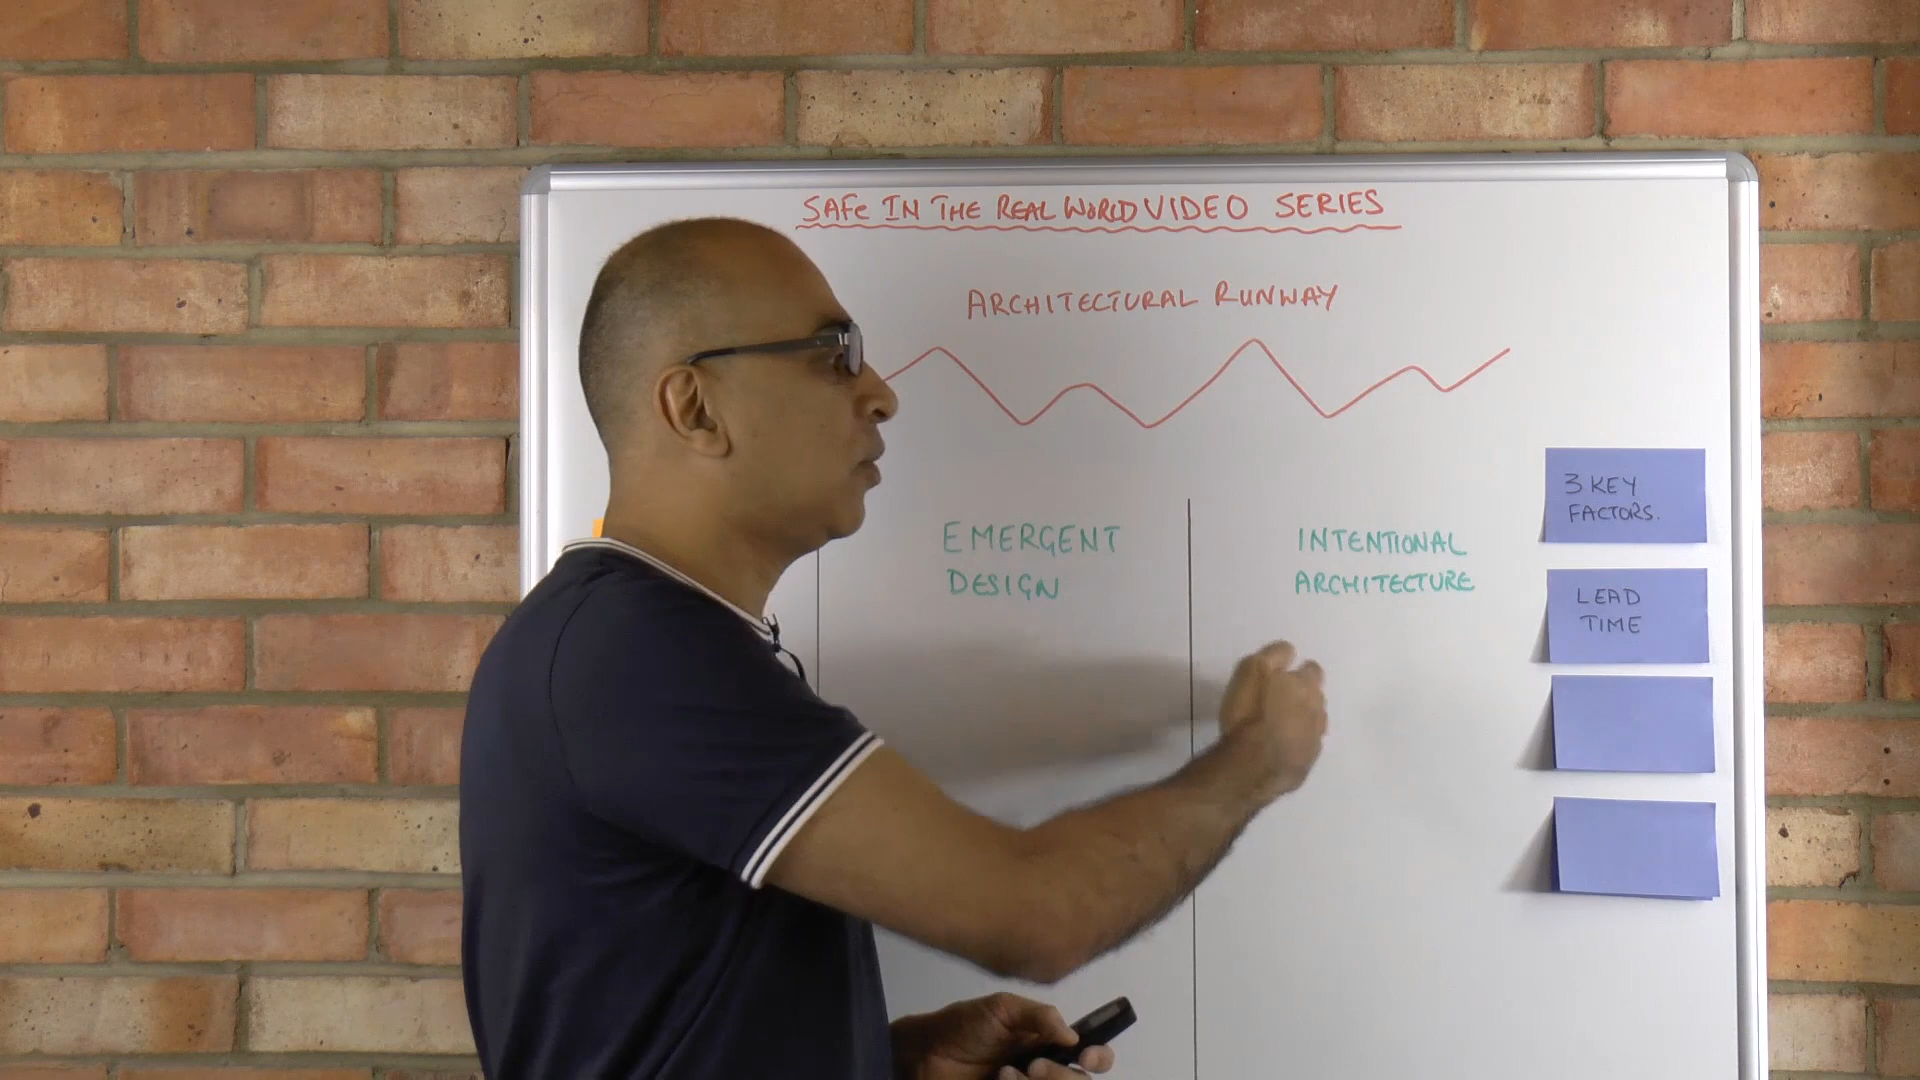 SAFe IN THE REAL WORLD VIDEO SERIES
ARCHITECTURAL RUNWAY
EMERGENT
DESIGN
INTENTIONAL
ARCHITECTURE
3 KEY
FACTORS.
LEAD
TIME